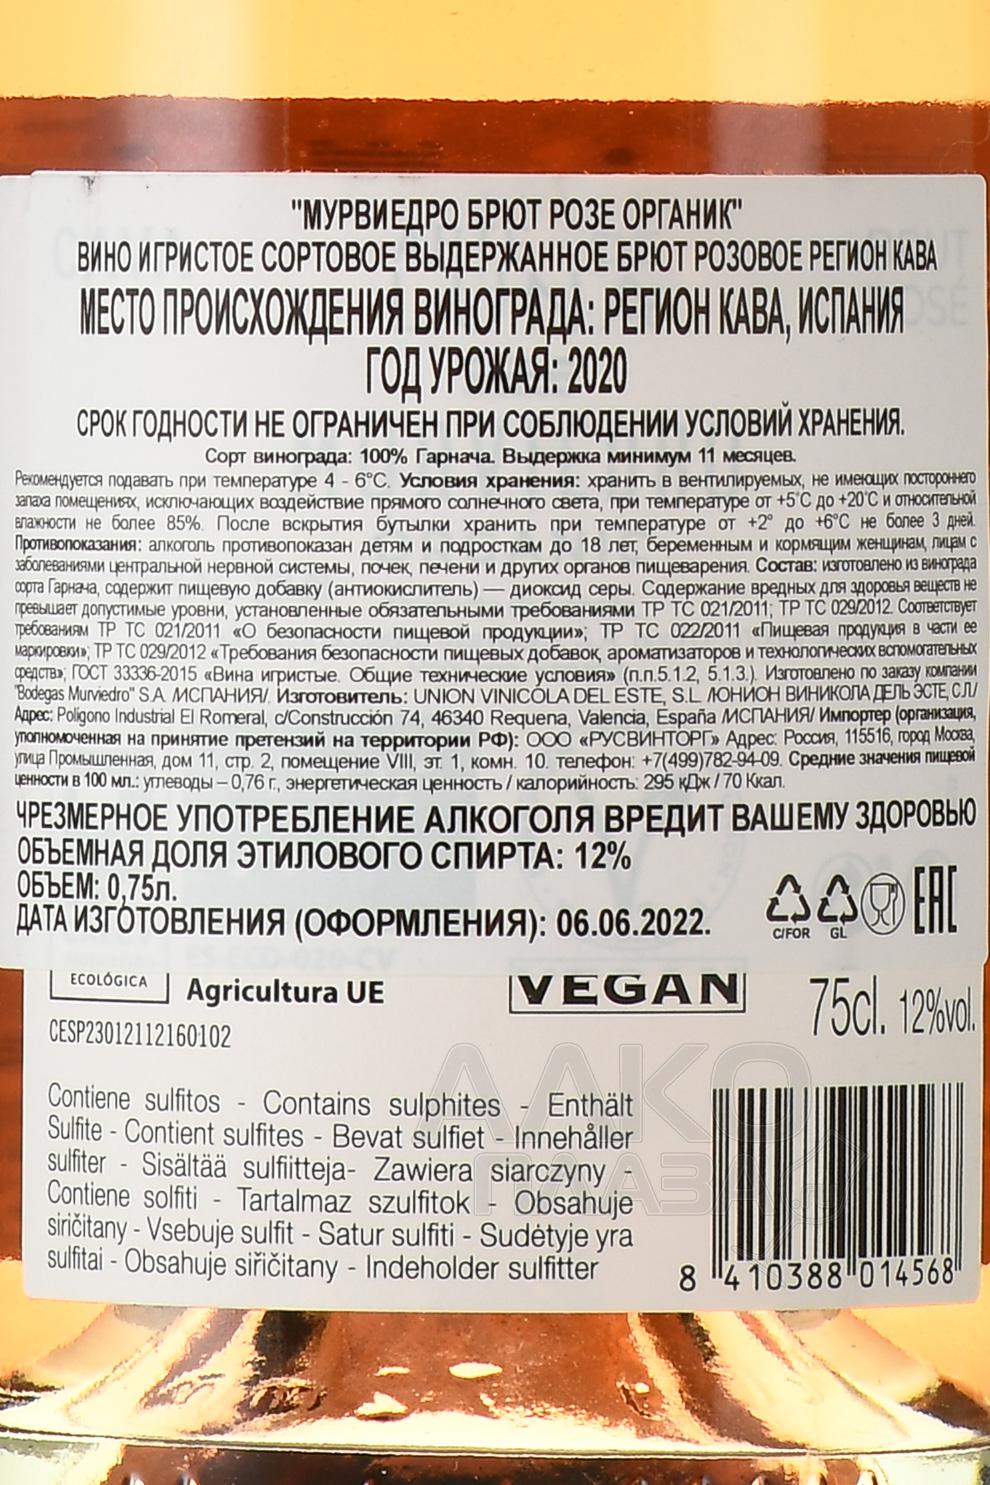 "МУРВИЕДРО БРЮТ РОЗЕ ОРГАНИК"
ВИНО ИГРИСТОЕ СОРТОВОЕ ВЫДЕРЖАННОЕ БРЮТ РОЗОВОЕ РЕГИОН КАВА
МЕСТО ПРОИСХОЖДЕНИЯ ВИНОГРАДА: РЕГИОН КАВА, ИСПАНИЯ
ГОД УРОЖАЯ: 2020
СРОК ГОДНОСТИ НЕ ОГРАНИЧЕН ПРИ СОБЛЮДЕНИИ УСЛОВИЙ ХРАНЕНИЯ.
Сорт винограда: 100% Гарнача. Выдержка минимум 11 месяцев.
Рекомендуется подавать при температуре 4 - 6°С. Условия хранения: хранить в вентилируемых, не имеющих постороннего
запаха помещениях, исключающих воздействие прямого солнечного света, при температуре от +5°С до +20°С и относительной
влажности не более 85%. После вскрытия бутылки хранить при температуре от +2° до +6°С не более 3 дней.
Противопоказания: алкоголь противопоказан детям и подросткам до 18 лет, беременным и кормящим женщинам, лицам с
заболеваниями центральной нервной системы, почек, печени и других органов пищеварения. Состав: изготовлено из винограда
сорта Гарнача, содержит пищевую добавку (антиокислитель) — диоксид серы. Содержание вредных для здоровья веществ не
превышает допустимые уровни, установленные обязательными требованиями ТР ТС 021/2011; ТР ТС 029/2012. Соответствует
требованиям ТР ТС 021/2011 «О безопасности пищевой продукции»; ТР ТС 022/2011 «Пищевая продукция в части ее
маркировки»; ТР ТС 029/2012 «Требования безопасности пищевых добавок, ароматизаторов и технологических вспомогательных
средств»; ГОСТ 33336-2015 «Вина игристые. Общие технические условия» (п.п.5.1.2, 5.1.3.). Изготовлено по заказу компании
"Bodegas Murviedro" S.A. /ИСПАНИЯ/. Изготовитель: UNION VINICOLA DEL ESTE, S.L. /ЮНИОН ВИНИКОЛА ДЕЛЬ ЭСТЕ, С.Л./
Адрес: Poligono Industrial El Romeral, c/Construcción 74, 46340 Requena, Valencia, España /ИСПАНИЯ/ Импортер (организация,
уполномоченная на принятие претензий на территории РФ): ООО «РУСВИНТОРГ» Адрес: Россия, 115516, город Москва,
улица Промышленная, дом 11, стр. 2, помещение VIII, эт. 1, комн. 10. телефон: +7(499)782-94-09. Средние значения пищевой
ценности в 100 мл.: углеводы – 0,76 г., энергетическая ценность / калорийность: 295 кДж / 70 Ккал.
ЧРЕЗМЕРНОЕ УПОТРЕБЛЕНИЕ АЛКОГОЛЯ ВРЕДИТ ВАШЕМУ ЗДОРОВЬЮ
ОБЪЕМНАЯ ДОЛЯ ЭТИЛОВОГО СПИРТА: 12%
ОБЪЕМ: 0,75л.
ДАТА ИЗГОТОВЛЕНИЯ (ОФОРМЛЕНИЯ): 06.06.2022.
C/FOR GL EAC
ES-ECO-020-CV
ECOLÓGICA
Agricultura UE
VEGAN
75cl. 12%vol.
CESP23012112160102
Contiene sulfitos - Contains sulphites - Enthält
Sulfite - Contient sulfites - Bevat sulfiet - Innehåller
sulfiter - Sisältää sulfiitteja- Zawiera siarczyny -
Contiene solfiti - Tartalmaz szulfitok - Obsahuje
siričitany - Vsebuje sulfit - Satur sulfiti - Sudėtyje yra
sulfitai - Obsahuje siřičitany - Indeholder sulfitter
8 410388 014568
АЛКО
ПЛАЗА